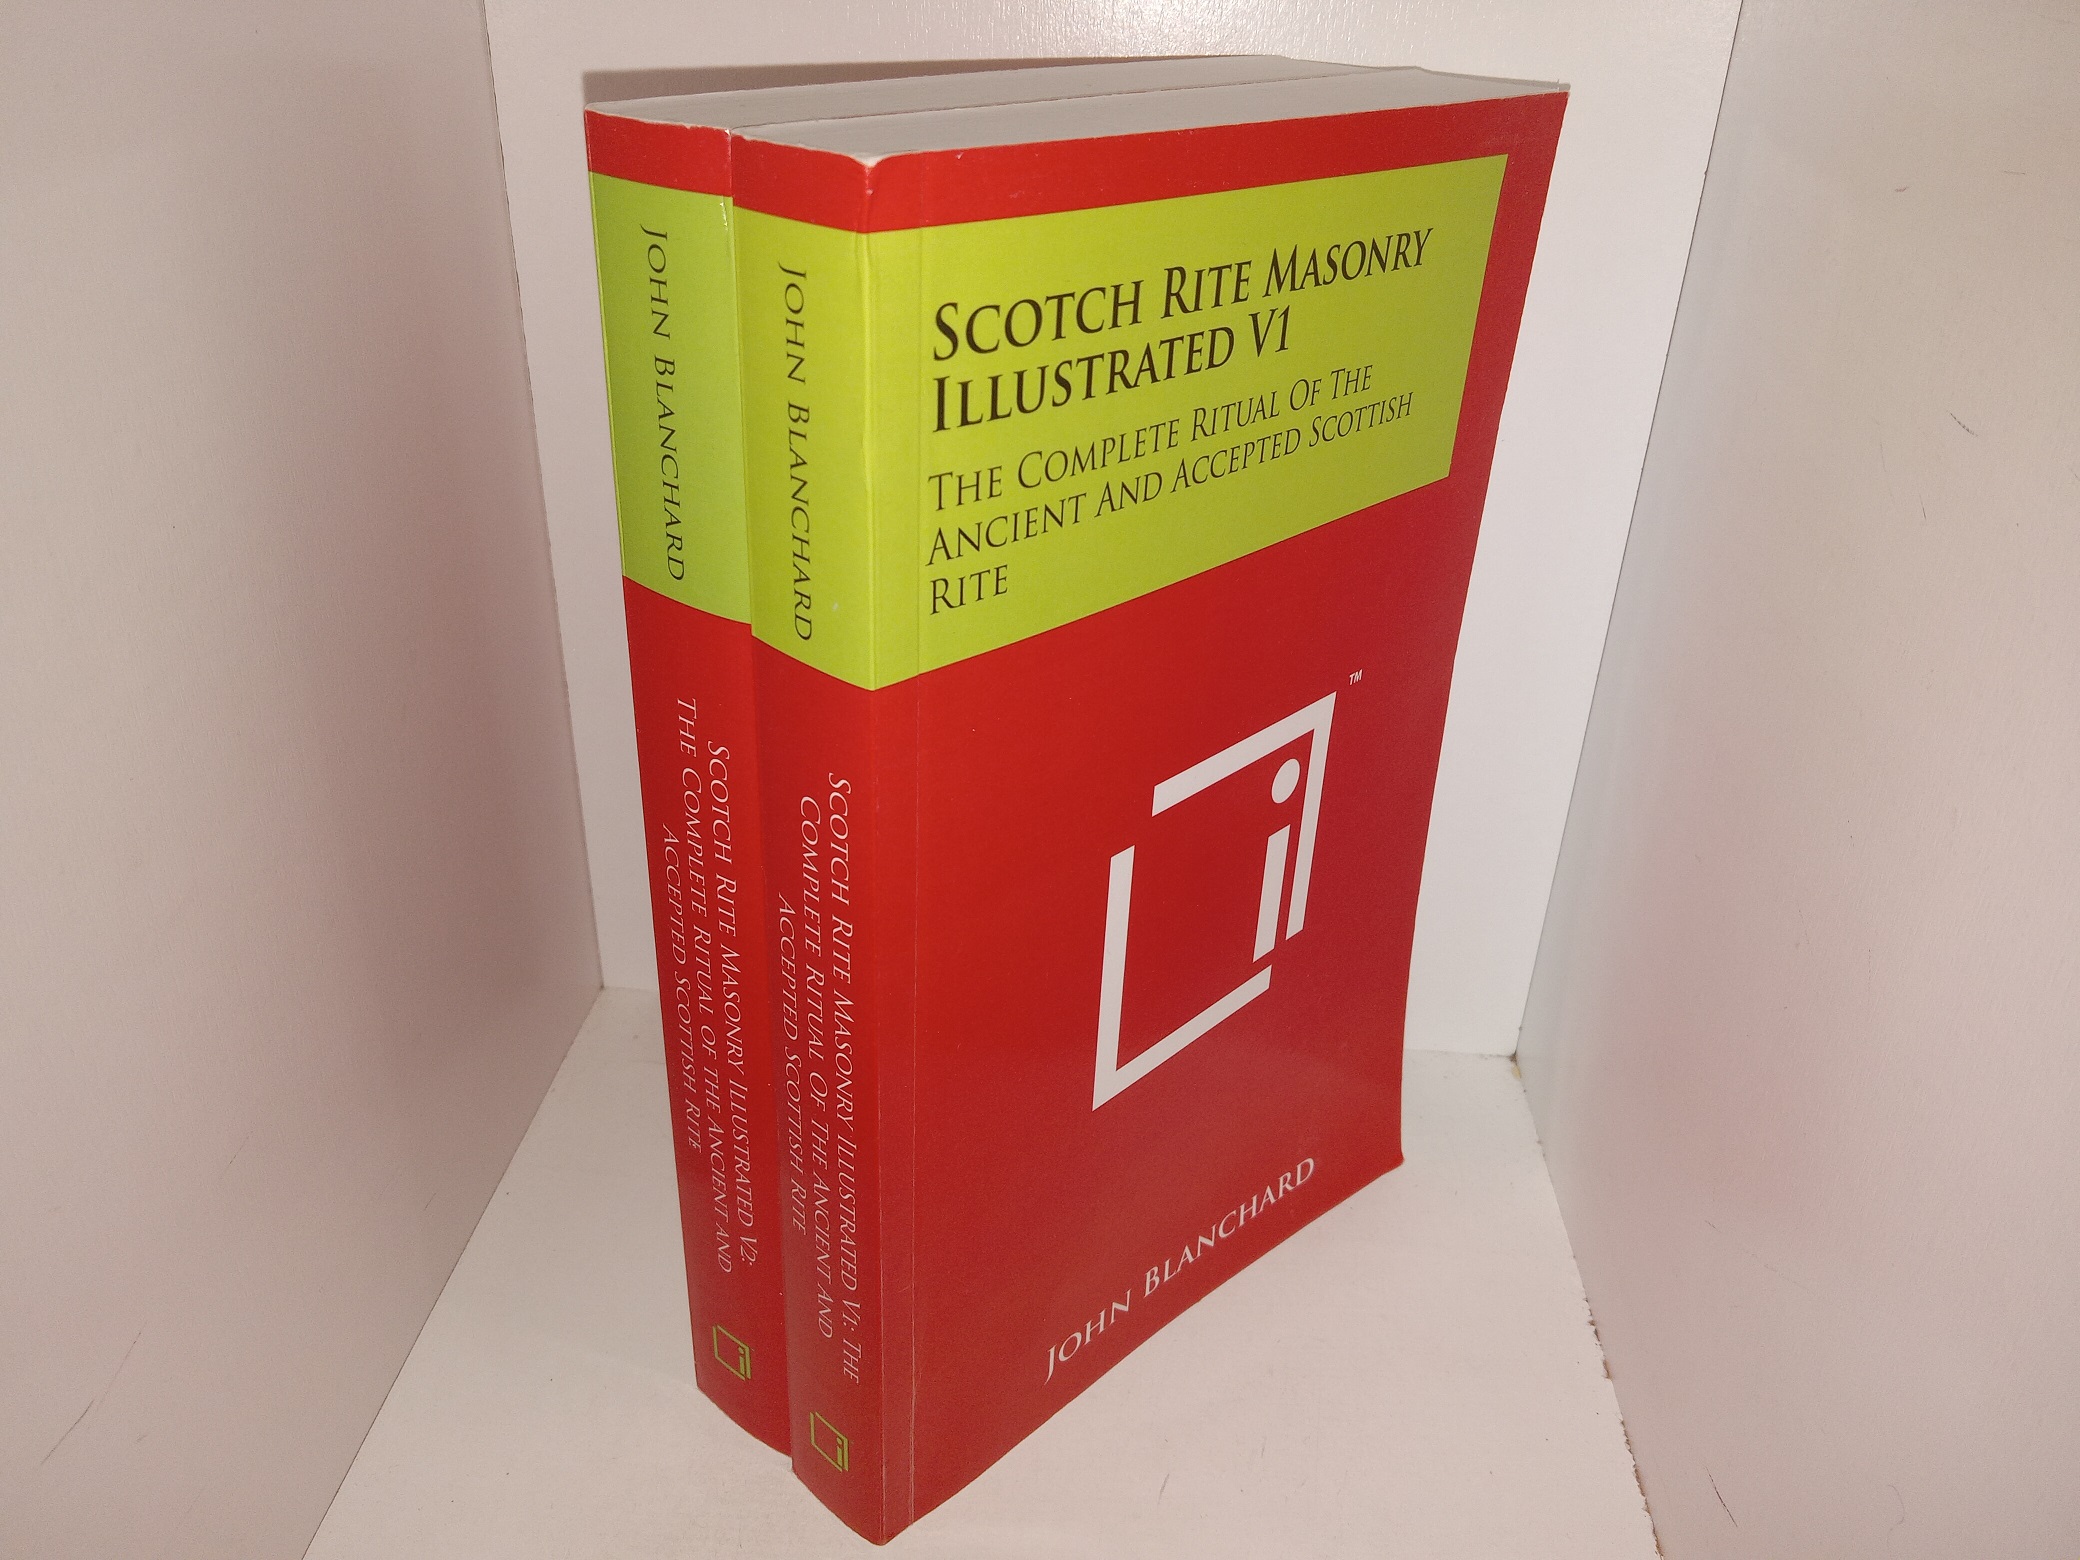 John Blanchard
Scotch Rite Masonry Illustrated V2:
The Complete Ritual of the Ancient and
Accepted Scottish Rite
John Blanchard
Scotch Rite Masonry Illustrated V1: The
Complete Ritual Of The Ancient And
Accepted Scottish Rite
Scotch Rite Masonry
Illustrated V1
The Complete Ritual Of The
Ancient And Accepted Scottish
Rite
TM
John Blanchard